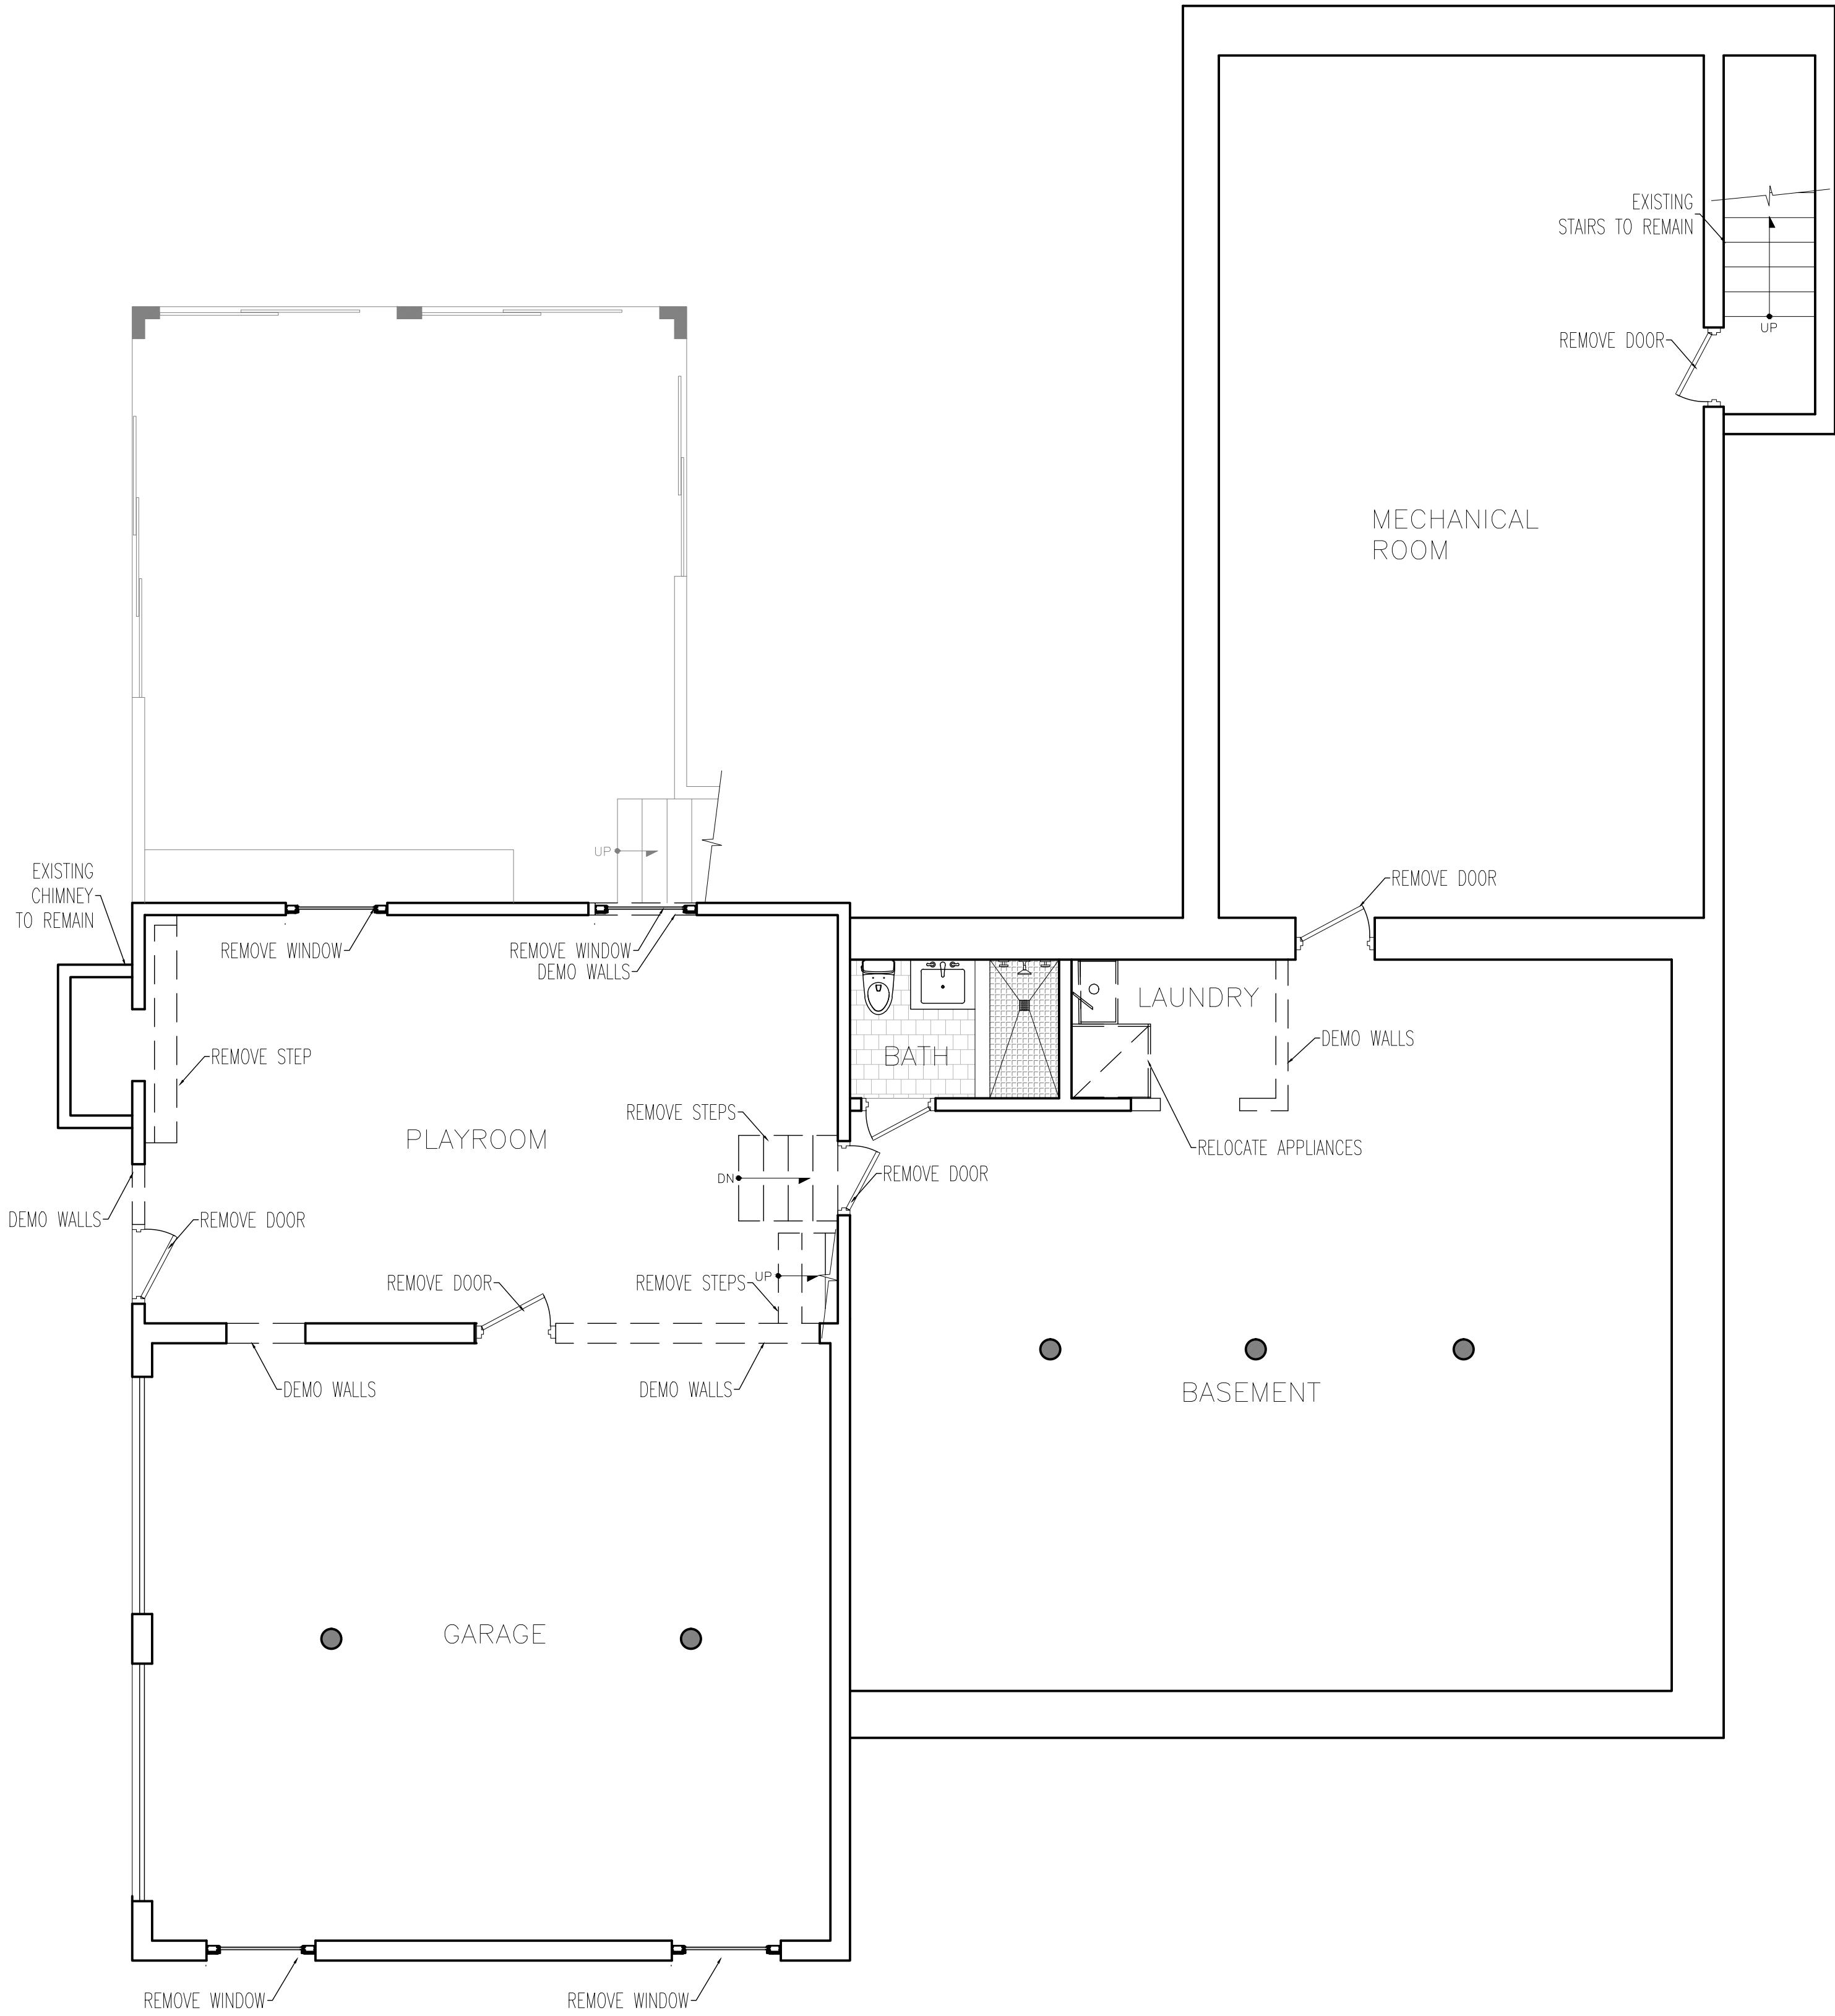 EXISTING
STAIRS TO REMAIN
UP
REMOVE DOOR
MECHANICAL
ROOM
UP
EXISTING
CHIMNEY
TO REMAIN
REMOVE DOOR
REMOVE WINDOW
REMOVE WINDOW
DEMO WALLS
LAUNDRY
DEMO WALLS
BATH
REMOVE STEP
REMOVE STEPS
PLAYROOM
RELOCATE APPLIANCES
DN
REMOVE DOOR
DEMO WALLS
REMOVE DOOR
UP
REMOVE DOOR
REMOVE STEPS
DEMO WALLS
DEMO WALLS
BASEMENT
GARAGE
REMOVE WINDOW
REMOVE WINDOW